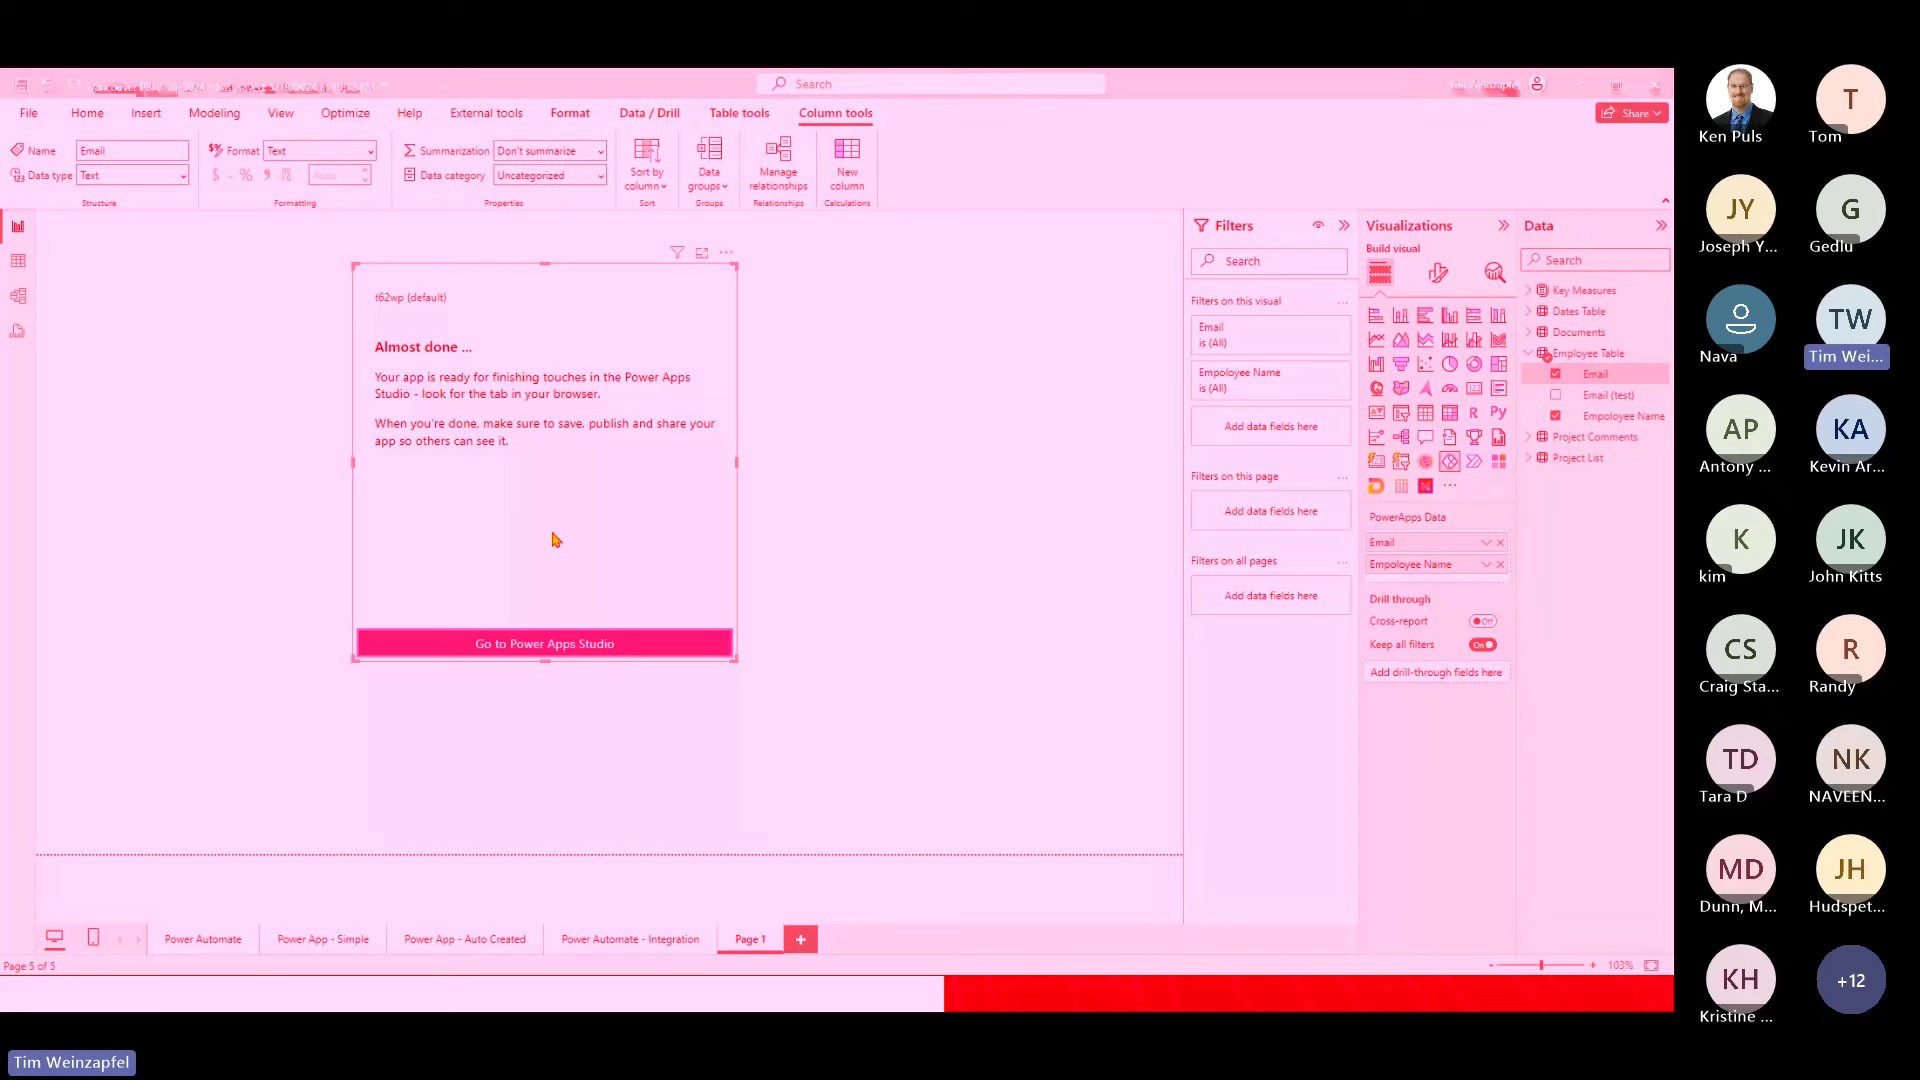 Search
Tim Weinzapfel
File Home Insert Modeling View Optimize Help External tools Format Data / Drill Table tools Column tools
Share
Name Email
Format Text
Summarization Don't summarize
Data type Text
$ - % Auto
Data category Uncategorized
Sort by column
Data groups
Manage relationships
New column
Structure Formatting Properties Sort Groups Relationships Calculations
t62wp (default)
Almost done ...
Your app is ready for finishing touches in the Power Apps
Studio - look for the tab in your browser.
When you're done, make sure to save, publish and share your
app so others can see it.
Go to Power Apps Studio
Filters
Search
Filters on this visual ...
Email
is (All)
Empoloyee Name
is (All)
Add data fields here
Filters on this page ...
Add data fields here
Filters on all pages ...
Add data fields here
Visualizations
Build visual
R Py
123
...
PowerApps Data
Email
Empoloyee Name
Drill through
Cross-report Off
Keep all filters On
Add drill-through fields here
Data
Search
Key Measures
Dates Table
Documents
Employee Table
Email
Email (test)
Empoloyee Name
Project Comments
Project List
Power Automate
Power App - Simple
Power App - Auto Created
Power Automate - Integration
Page 1
+
Page 5 of 5
- + 103%
Ken Puls
T
Tom
JY
Joseph Y...
G
Gedlu
Nava
TW
Tim Wei...
AP
Antony ...
KA
Kevin Ar...
K
kim
JK
John Kitts
CS
Craig Sta...
R
Randy
TD
Tara D
NK
NAVEEN...
MD
Dunn, M...
JH
Hudspet...
KH
Kristine ...
+12
Tim Weinzapfel